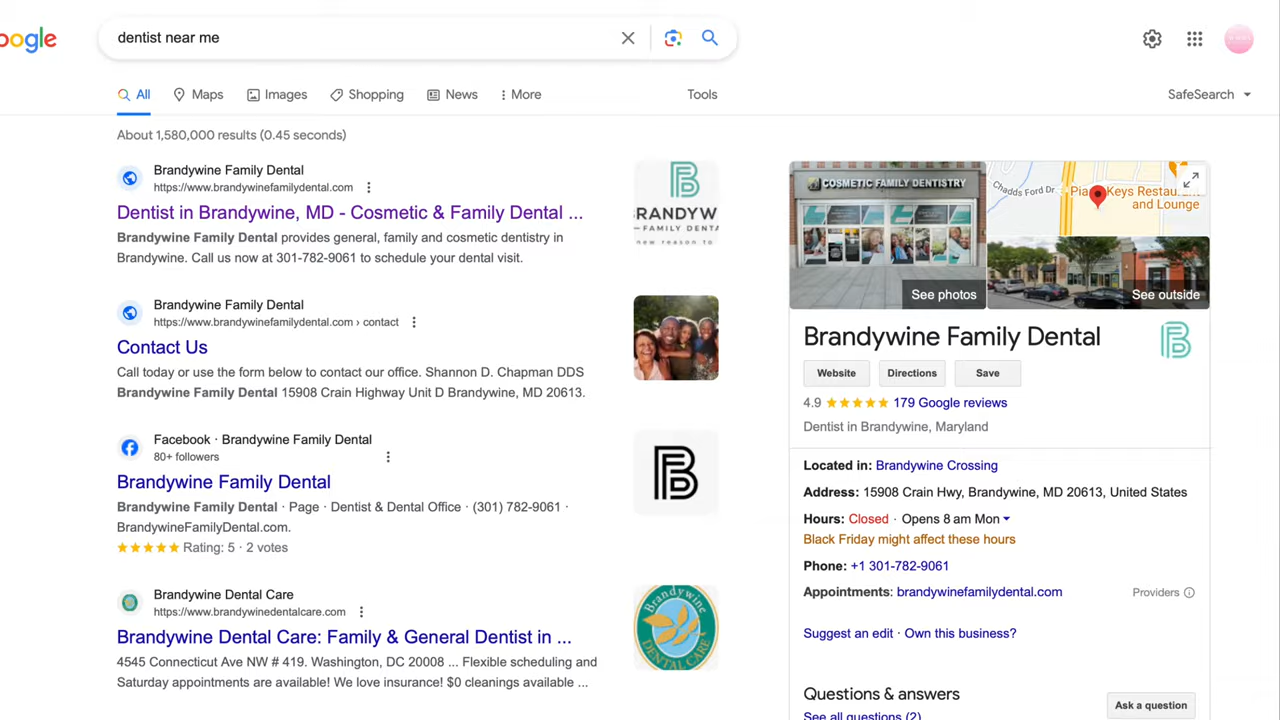 oogle
dentist near me
All
Maps
Images
Shopping
News
More
Tools
SafeSearch
About 1,580,000 results (0.45 seconds)
Brandywine Family Dental
https://www.brandywinefamilydental.com
Dentist in Brandywine, MD - Cosmetic & Family Dental ...
Brandywine Family Dental provides general, family and cosmetic dentistry in
Brandywine. Call us now at 301-782-9061 to schedule your dental visit.
RANDYW
FAMILY DENTA
new reason to
Brandywine Family Dental
https://www.brandywinefamilydental.com › contact
Contact Us
Call today or use the form below to contact our office. Shannon D. Chapman DDS
Brandywine Family Dental 15908 Crain Highway Unit D Brandywine, MD 20613.
Facebook · Brandywine Family Dental
80+ followers
Brandywine Family Dental
Brandywine Family Dental · Page · Dentist & Dental Office · (301) 782-9061 ·
BrandywineFamilyDental.com.
Rating: 5 · 2 votes
Brandywine Dental Care
https://www.brandywinedentalcare.com
Brandywine Dental Care: Family & General Dentist in ...
4545 Connecticut Ave NW # 419. Washington, DC 20008 ... Flexible scheduling and
Saturday appointments are available! We love insurance! $0 cleanings available ...
Brandywine
DENTAL CARE
COSMETIC FAMILY DENTISTRY
See photos
Chadds Ford Dr
Keys Restau
and Lounge
See outside
Brandywine Family Dental
Website
Directions
Save
4.9
179 Google reviews
Dentist in Brandywine, Maryland
Located in: Brandywine Crossing
Address: 15908 Crain Hwy, Brandywine, MD 20613, United States
Hours: Closed · Opens 8 am Mon
Black Friday might affect these hours
Phone: +1 301-782-9061
Appointments: brandywinefamilydental.com
Providers
Suggest an edit · Own this business?
Questions & answers
See all questions (2)
Ask a question